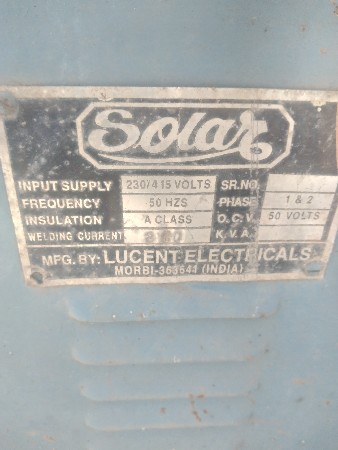 Solar
INPUT SUPPLY 230/415 VOLTS SR.NO.
FREQUENCY 50 HZS PHASE 1 & 2
INSULATION A CLASS O.C.V. 50 VOLTS
WELDING CURRENT K.V.A.
MFG. BY: LUCENT ELECTRICALS
MORBI-363641 (INDIA)